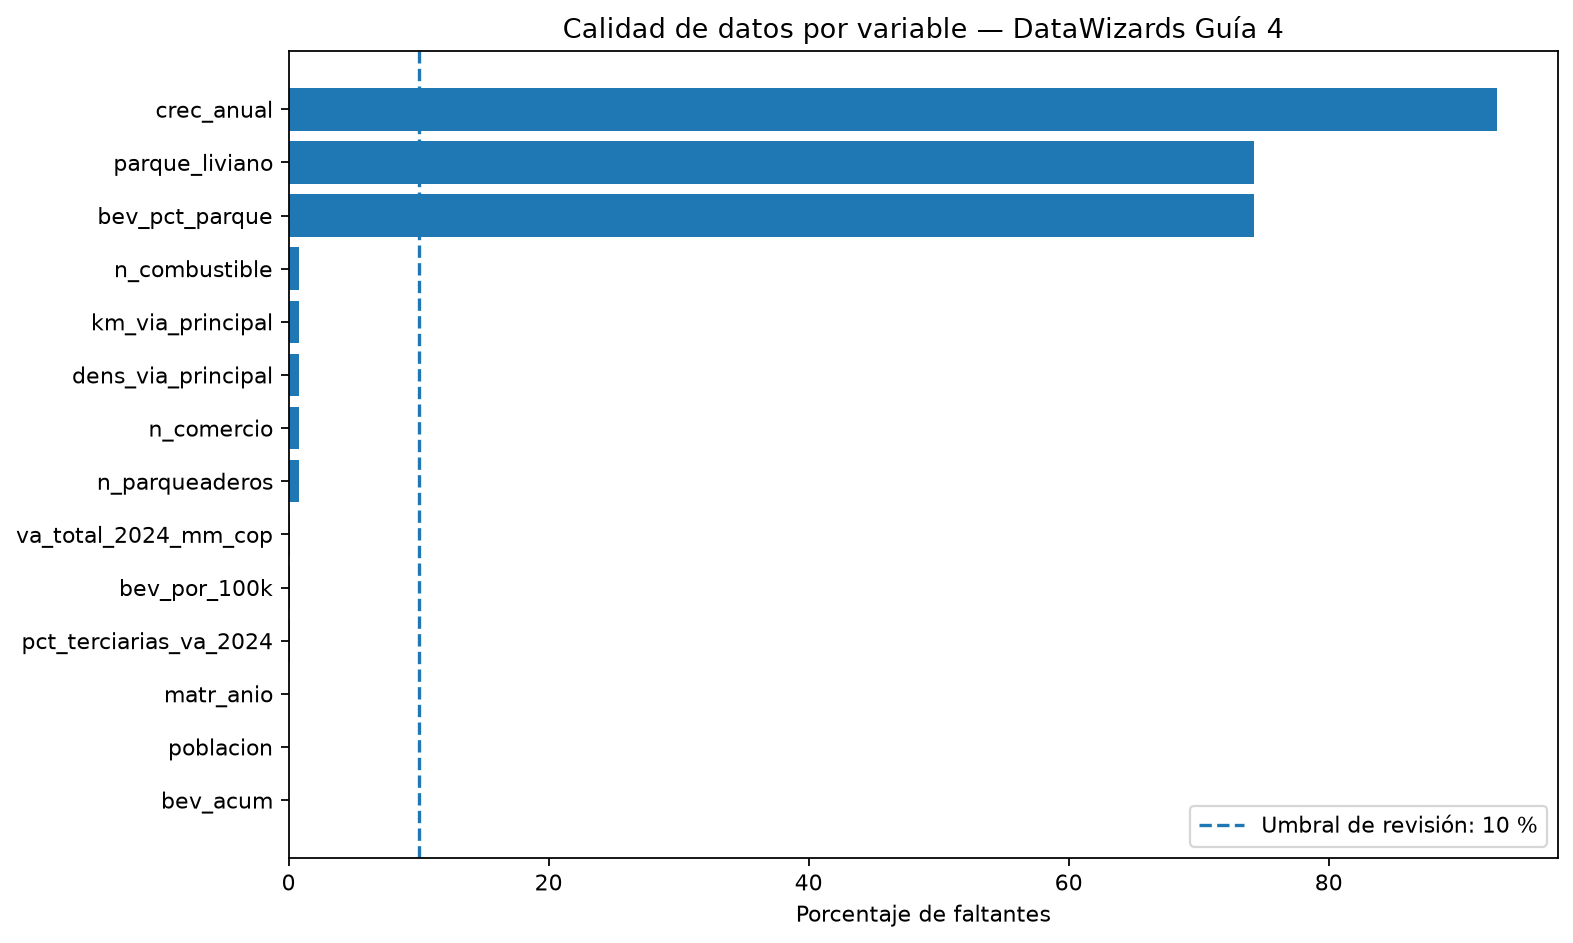 Calidad de datos por variable — DataWizards Guía 4
crec_anual
parque_liviano
bev_pct_parque
n_combustible
km_via_principal
dens_via_principal
n_comercio
n_parqueaderos
va_total_2024_mm_cop
bev_por_100k
pct_terciarias_va_2024
matr_anio
poblacion
bev_acum
Umbral de revisión: 10 %
0 20 40 60 80
Porcentaje de faltantes